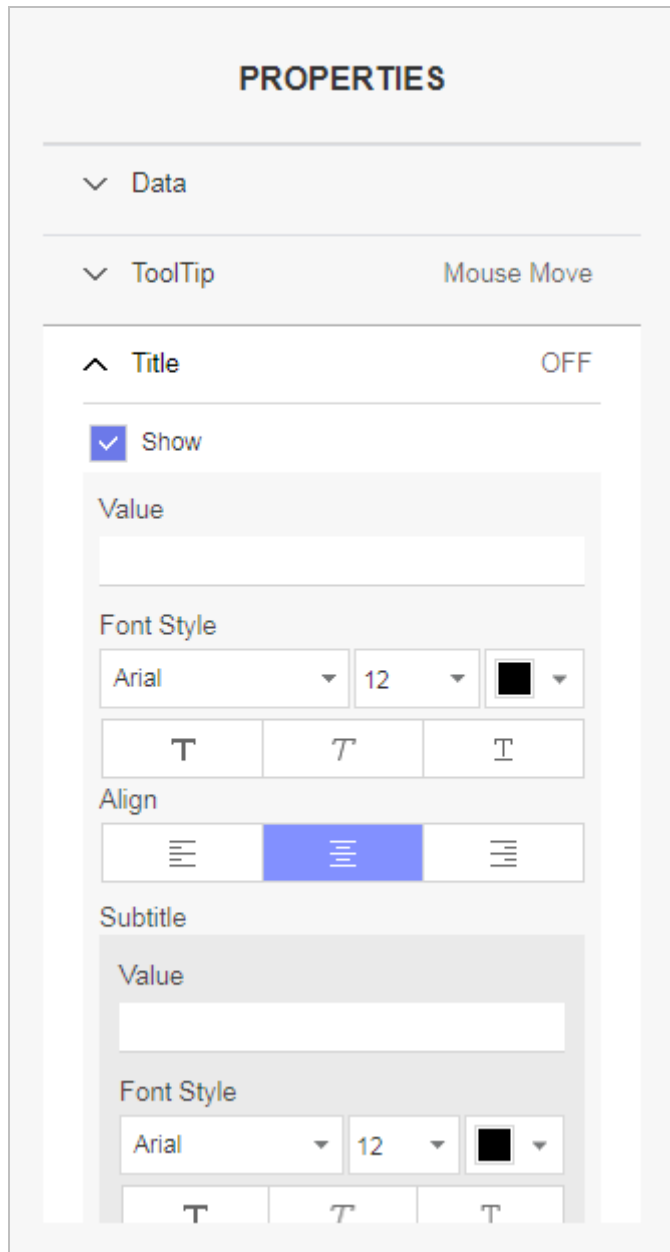 PROPERTIES
Data
ToolTip Mouse Move
Title OFF
Show
Value
Font Style
Arial 12
T T T
Align
Subtitle
Value
Font Style
Arial 12
T T T